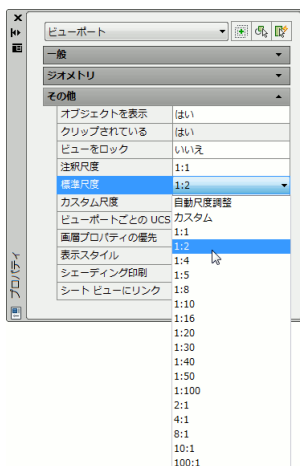 ビューポート
一般
ジオメトリ
その他
オブジェクトを表示 はい
クリップされている はい
ビューをロック いいえ
注釈尺度 1:1
標準尺度 1:2
カスタム尺度 自動尺度調整
ビューポートごとの UCS カスタム
画層プロパティの優先 1:1
1:2
表示スタイル 1:4
シェーディング印刷 1:5
シート ビューにリンク 1:8
1:10
1:16
1:20
1:30
1:40
1:50
1:100
2:1
4:1
8:1
10:1
100:1
プロパティ